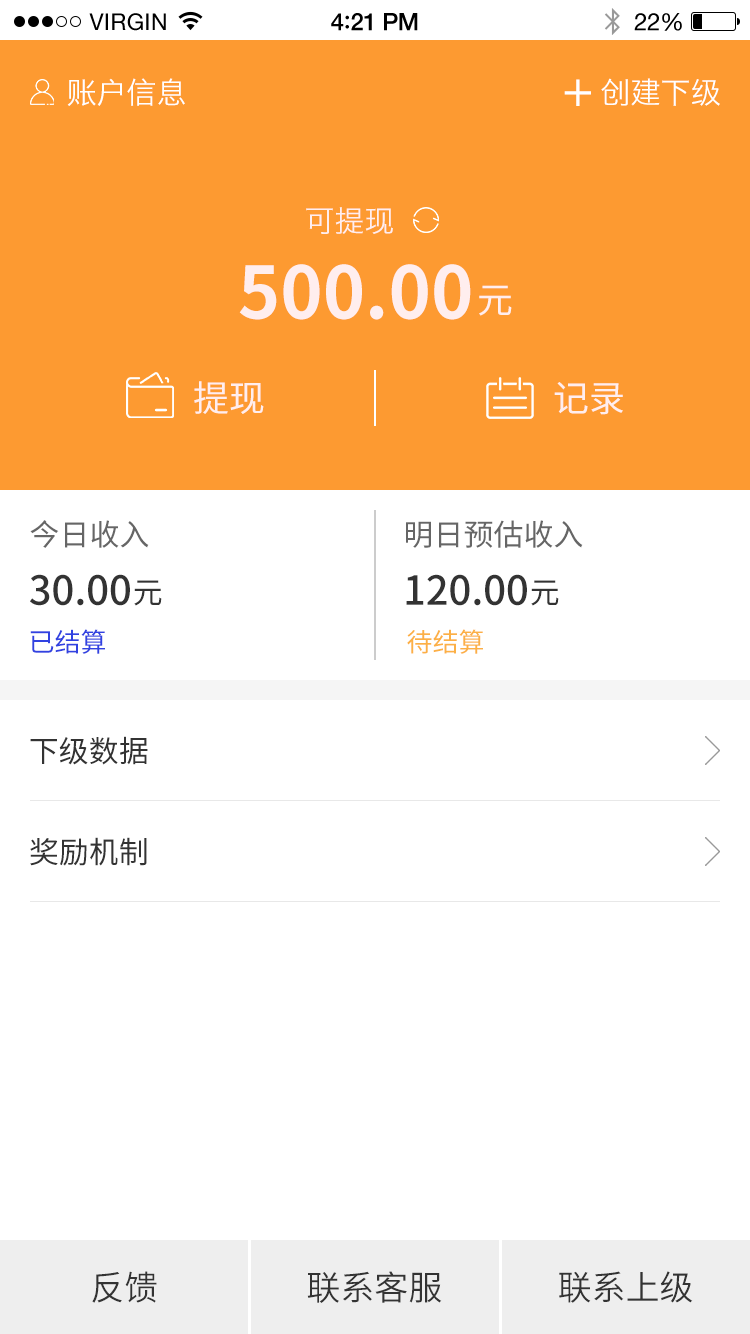 VIRGIN 4:21 PM 22%
账户信息 创建下级
可提现
500.00元
提现 记录
今日收入 明日预估收入
30.00元 120.00元
已结算 待结算
下级数据
奖励机制
反馈 联系客服 联系上级